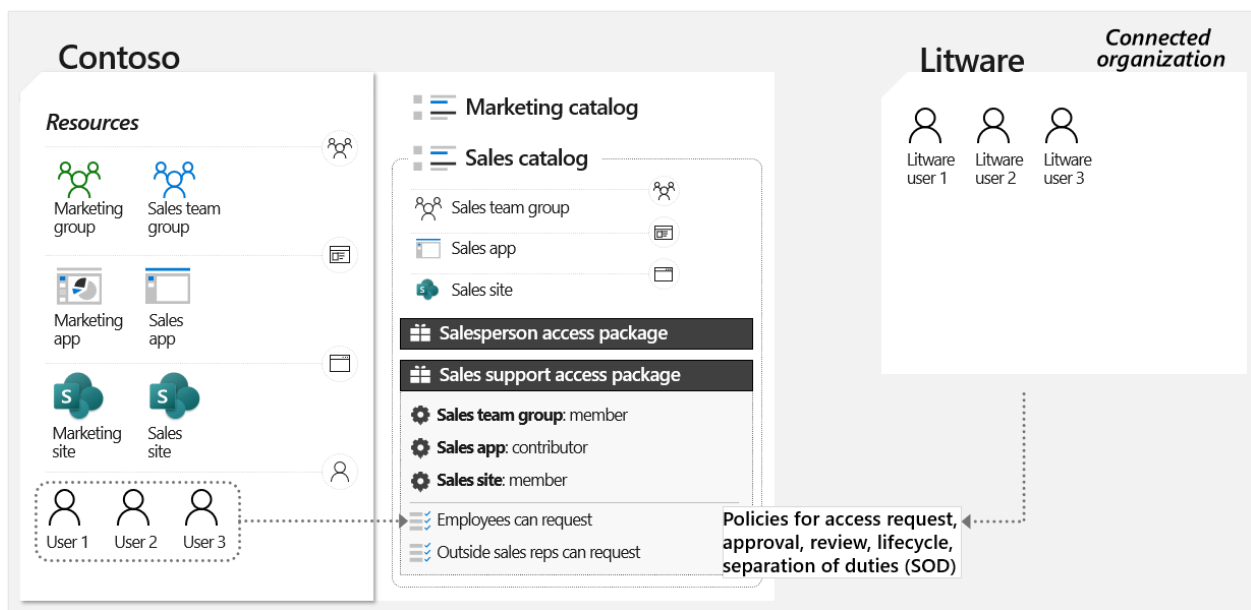 Contoso
Resources
Marketing
group
Sales team
group
Marketing
app
Sales
app
S
S
Marketing
site
Sales
site
User 1
User 2
User 3
Marketing catalog
Sales catalog
Sales team group
Sales app
S
Sales site
Salesperson access package
Sales support access package
Sales team group: member
Sales app: contributor
Sales site: member
Employees can request
Outside sales reps can request
Policies for access request,
approval, review, lifecycle,
separation of duties (SOD)
Litware
Connected
organization
Litware
user 1
Litware
user 2
Litware
user 3